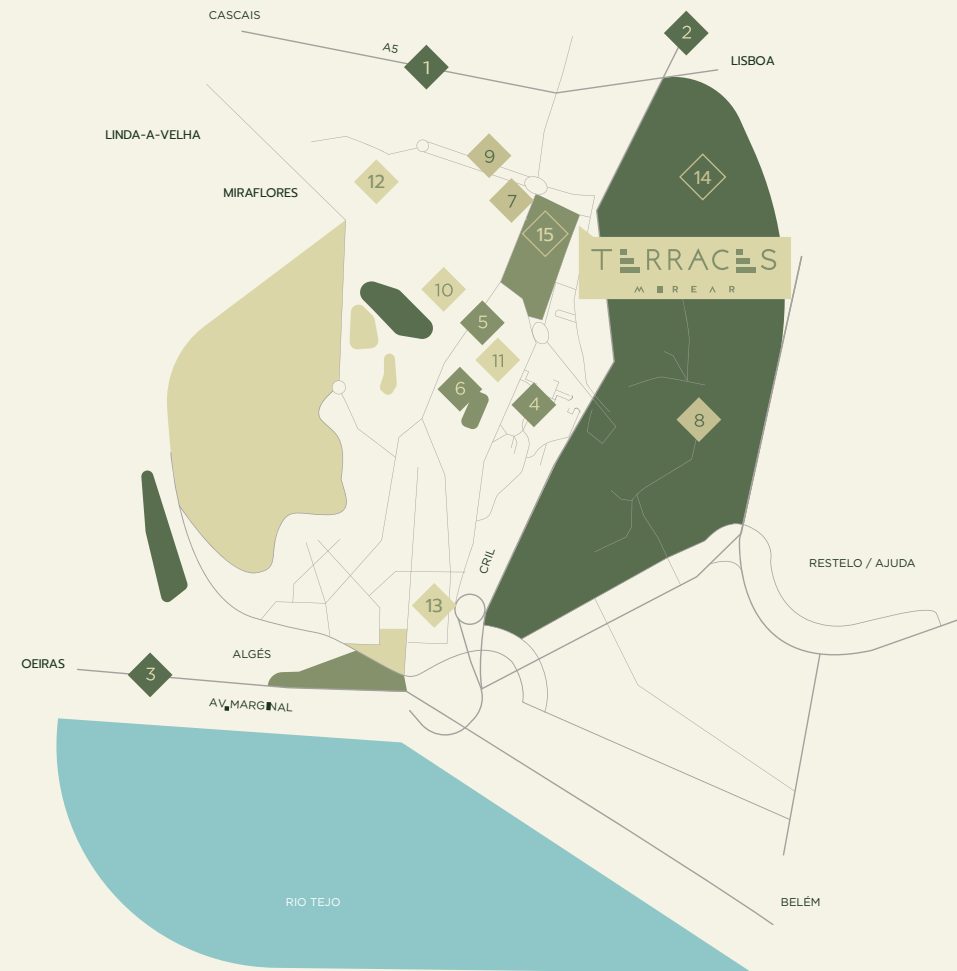 CASCAIS
A5
1
2
LISBOA
LINDA-A-VELHA
9
14
12
MIRAFLORES
7
15
TERRACES
MIREAR
10
5
11
6
4
8
CRIL
RESTELO / AJUDA
13
ALGÉS
OEIRAS
3
AV. MARGINAL
RIO TEJO
BELÉM